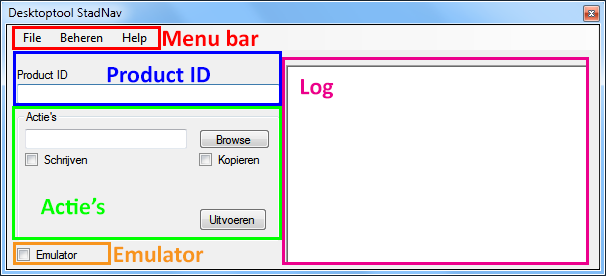 Desktoptool StadNav
File Beheren Help Menu bar
Product ID Product ID
Log
Actie's
Browse
Schrijven Kopieren
Actie's
Uitvoeren
Emulator Emulator